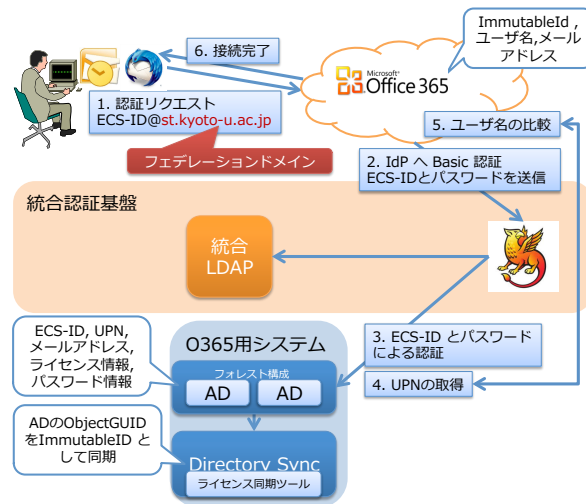 6. 接続完了
ImmutableId ,
ユーザ名,メール
アドレス
Microsoft®
Office 365
1. 認証リクエスト
ECS-ID@st.kyoto-u.ac.jp
フェデレーションドメイン
5. ユーザ名の比較
2. IdP へ Basic 認証
ECS-IDとパスワードを送信
統合認証基盤
統合
LDAP
ECS-ID, UPN,
メールアドレス,
ライセンス情報,
パスワード情報
O365用システム
フォレスト構成
AD
AD
3. ECS-ID とパスワード
による認証
4. UPNの取得
ADのObjectGUID
をImmutableID と
して同期
Directory Sync
ライセンス同期ツール